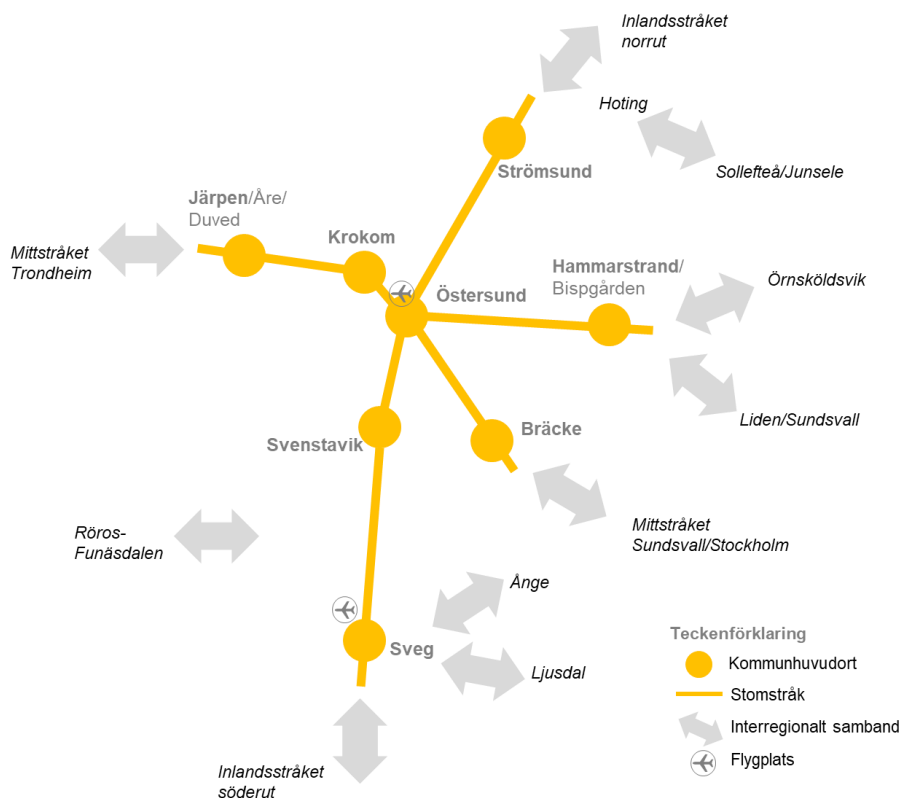 Inlandsstråket
norrut
Hoting
Sollefteå/Junsele
Strömsund
Järpen/Åre/
Duved
Krokom
Mittstråket
Trondheim
Hammarstrand/
Bispgården
Örnsköldsvik
Östersund
Liden/Sundsvall
Bräcke
Svenstavik
Mittstråket
Sundsvall/Stockholm
Röros-
Funäsdalen
Ånge
Sveg
Ljusdal
Inlandsstråket
söderut
Teckenförklaring
Kommunhuvudort
Stomstråk
Interregionalt samband
Flygplats